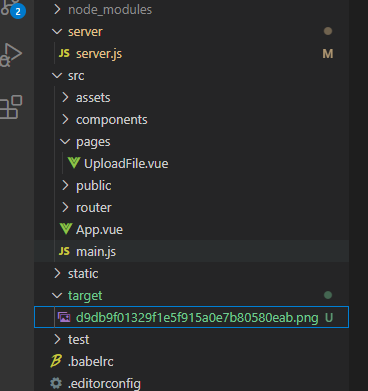 2
node_modules
server
JS server.js M
src
assets
components
pages
UploadFile.vue
public
router
App.vue
JS main.js
static
target
d9db9f01329f1e5f915a0e7b80580eab.png U
test
.babelrc
.editorconfig